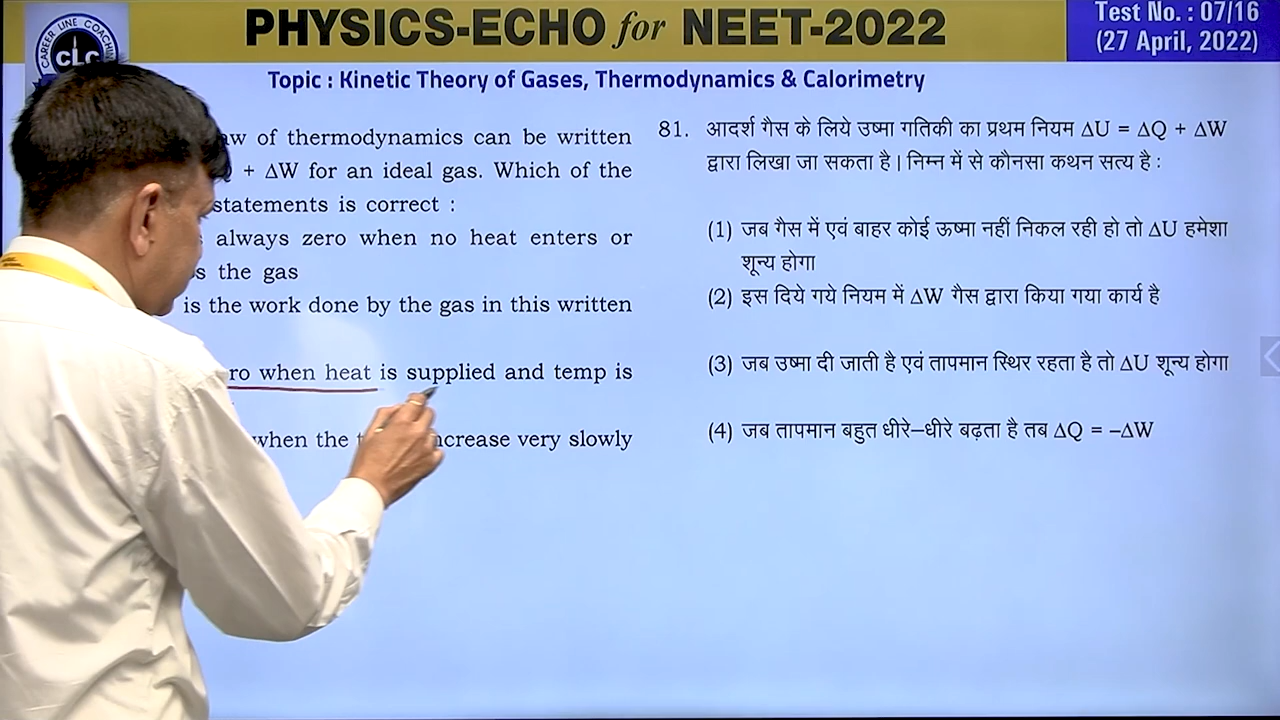 PHYSICS-ECHO for NEET-2022
Test No. : 07/16
(27 April, 2022)
CAREER LINE COACHING
CLC
Topic : Kinetic Theory of Gases, Thermodynamics & Calorimetry
of thermodynamics can be written
+ ΔW for an ideal gas. Which of the
statements is correct :
always zero when no heat enters or
the gas
is the work done by the gas in this written
when heat is supplied and temp is
when the increase very slowly
81. आदर्श गैस के लिये उष्मा गतिकी का प्रथम नियम ΔU = ΔQ + ΔW
द्वारा लिखा जा सकता है। निम्न में से कौनसा कथन सत्य है :
(1) जब गैस में एवं बाहर कोई ऊष्मा नहीं निकल रही हो तो ΔU हमेशा
शून्य होगा
(2) इस दिये गये नियम में ΔW गैस द्वारा किया गया कार्य है
(3) जब उष्मा दी जाती है एवं तापमान स्थिर रहता है तो ΔU शून्य होगा
(4) जब तापमान बहुत धीरे–धीरे बढ़ता है तब ΔQ = –ΔW